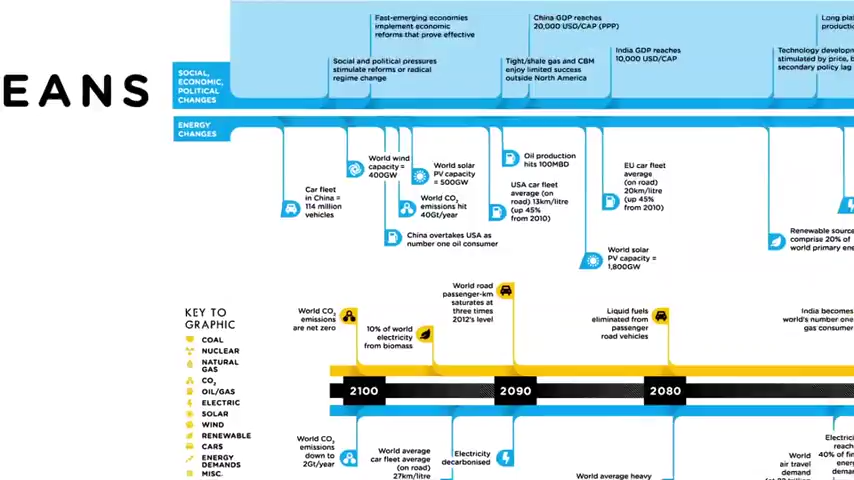 EANS
SOCIAL,
ECONOMIC,
POLITICAL
CHANGES
Fast-emerging economies
implement economic
reforms that prove effective
Social and political pressures
stimulate reforms or radical
regime change
China GDP reaches
20,000 USD/CAP (PPP)
Tight/shale gas and CBM
enjoy limited success
outside North America
India GDP reaches
10,000 USD/CAP
Long pla
producti
Technology developm
stimulated by price, b
secondary policy lag
ENERGY
CHANGES
Car fleet
in China =
114 million
vehicles
World wind
capacity =
400GW
World solar
PV capacity
= 500GW
World CO2
emissions hit
40Gt/year
China overtakes USA as
number one oil consumer
Oil production
hits 100MBD
USA car fleet
average (on
road) 13km/litre
(up 45%
from 2010)
EU car fleet
average
(on road)
20km/litre
(up 45%
from 2010)
World solar
PV capacity =
1,800GW
Renewable source
comprise 20% of
world primary ene
KEY TO
GRAPHIC
COAL
NUCLEAR
NATURAL
GAS
CO2
OIL/GAS
ELECTRIC
SOLAR
WIND
RENEWABLE
CARS
ENERGY
DEMANDS
MISC.
World CO2
emissions
are net zero
10% of world
electricity
from biomass
World road
passenger-km
saturates at
three times
2012's level
Liquid fuels
eliminated from
passenger
road vehicles
India becomes
world's number one
gas consumer
2100
2090
2080
World CO2
emissions
down to
2Gt/year
World average
car fleet average
(on road)
27km/litre
Electricity
decarbonised
World average heavy
World
air travel
demand
Electrici
reach
40% of fin
energ
deman